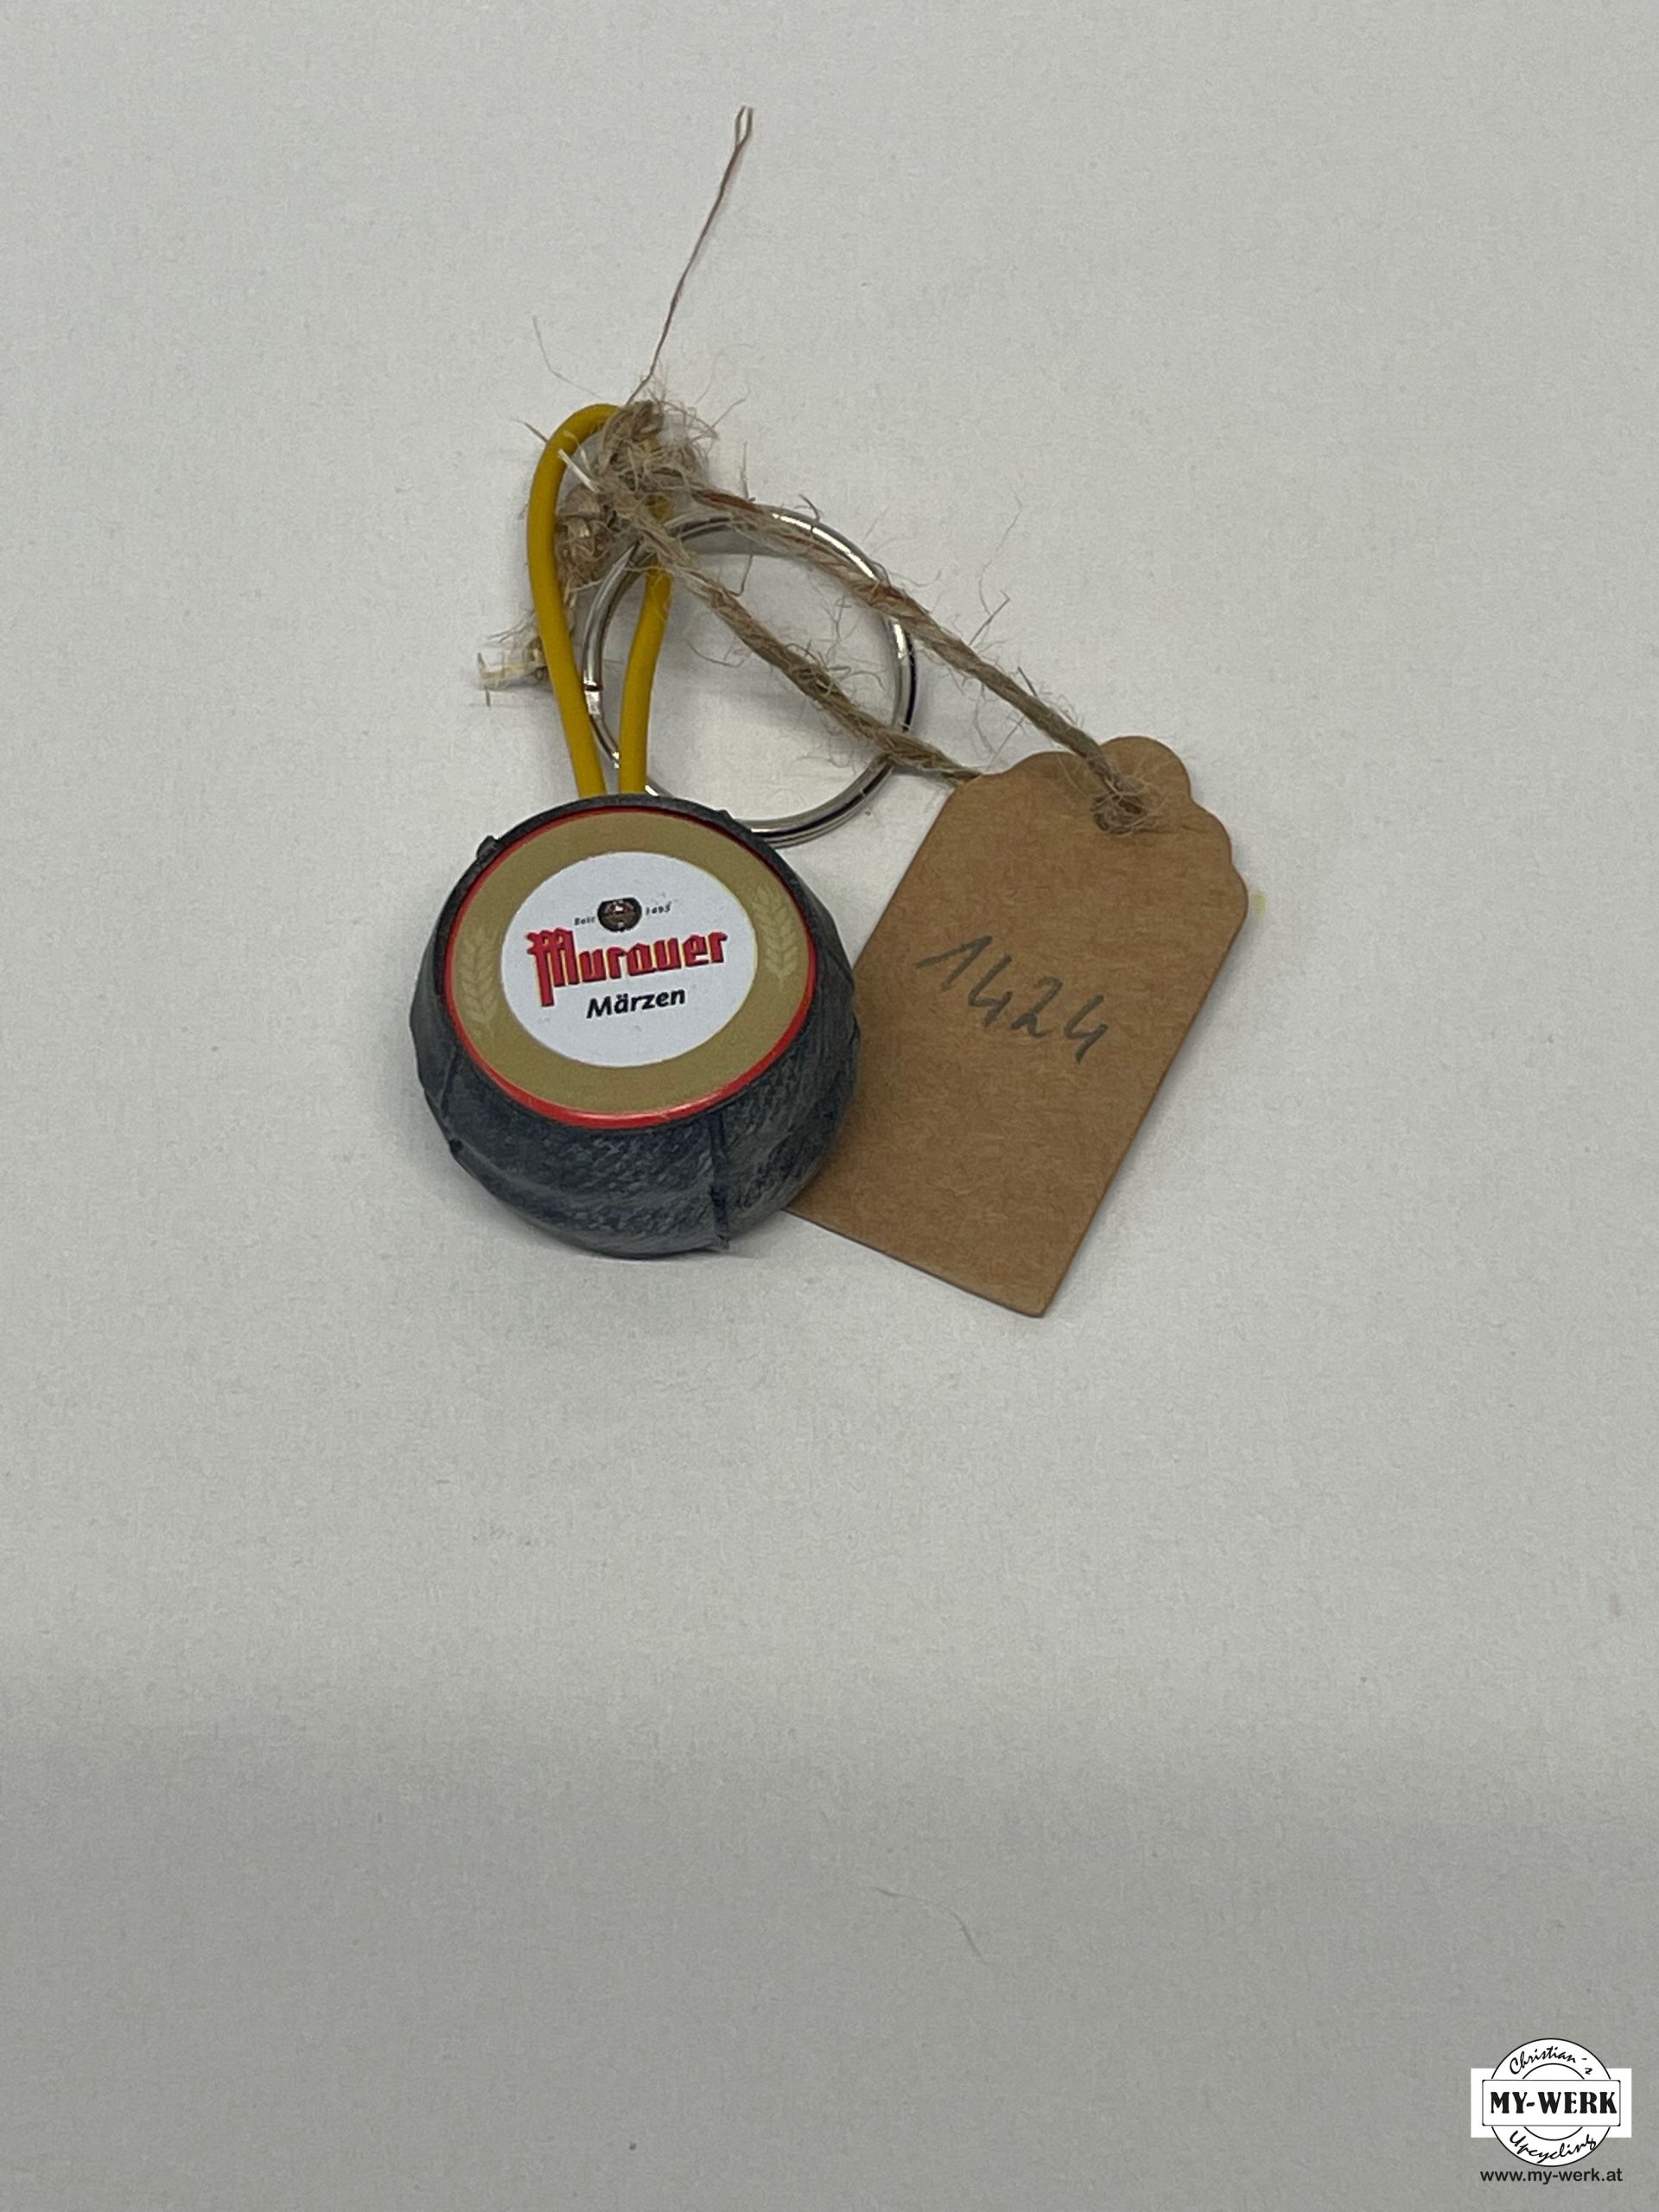 Seit 1495
Murauer
Märzen
1424
Christian´s
MY-WERK
Upcycling
www.my-werk.at